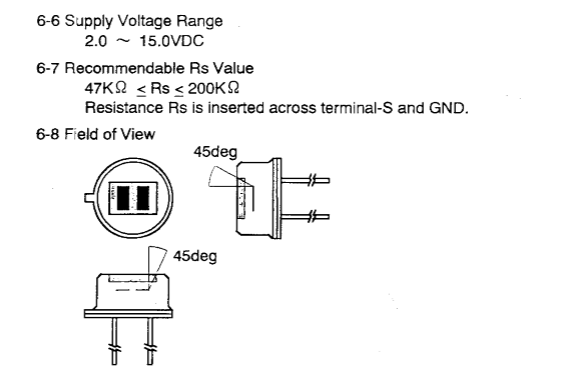 6-6 Supply Voltage Range
2.0 ~ 15.0VDC
6-7 Recommendable Rs Value
47KΩ ≤ Rs ≤ 200KΩ
Resistance Rs is inserted across terminal-S and GND.
6-8 Field of View
45deg
45deg